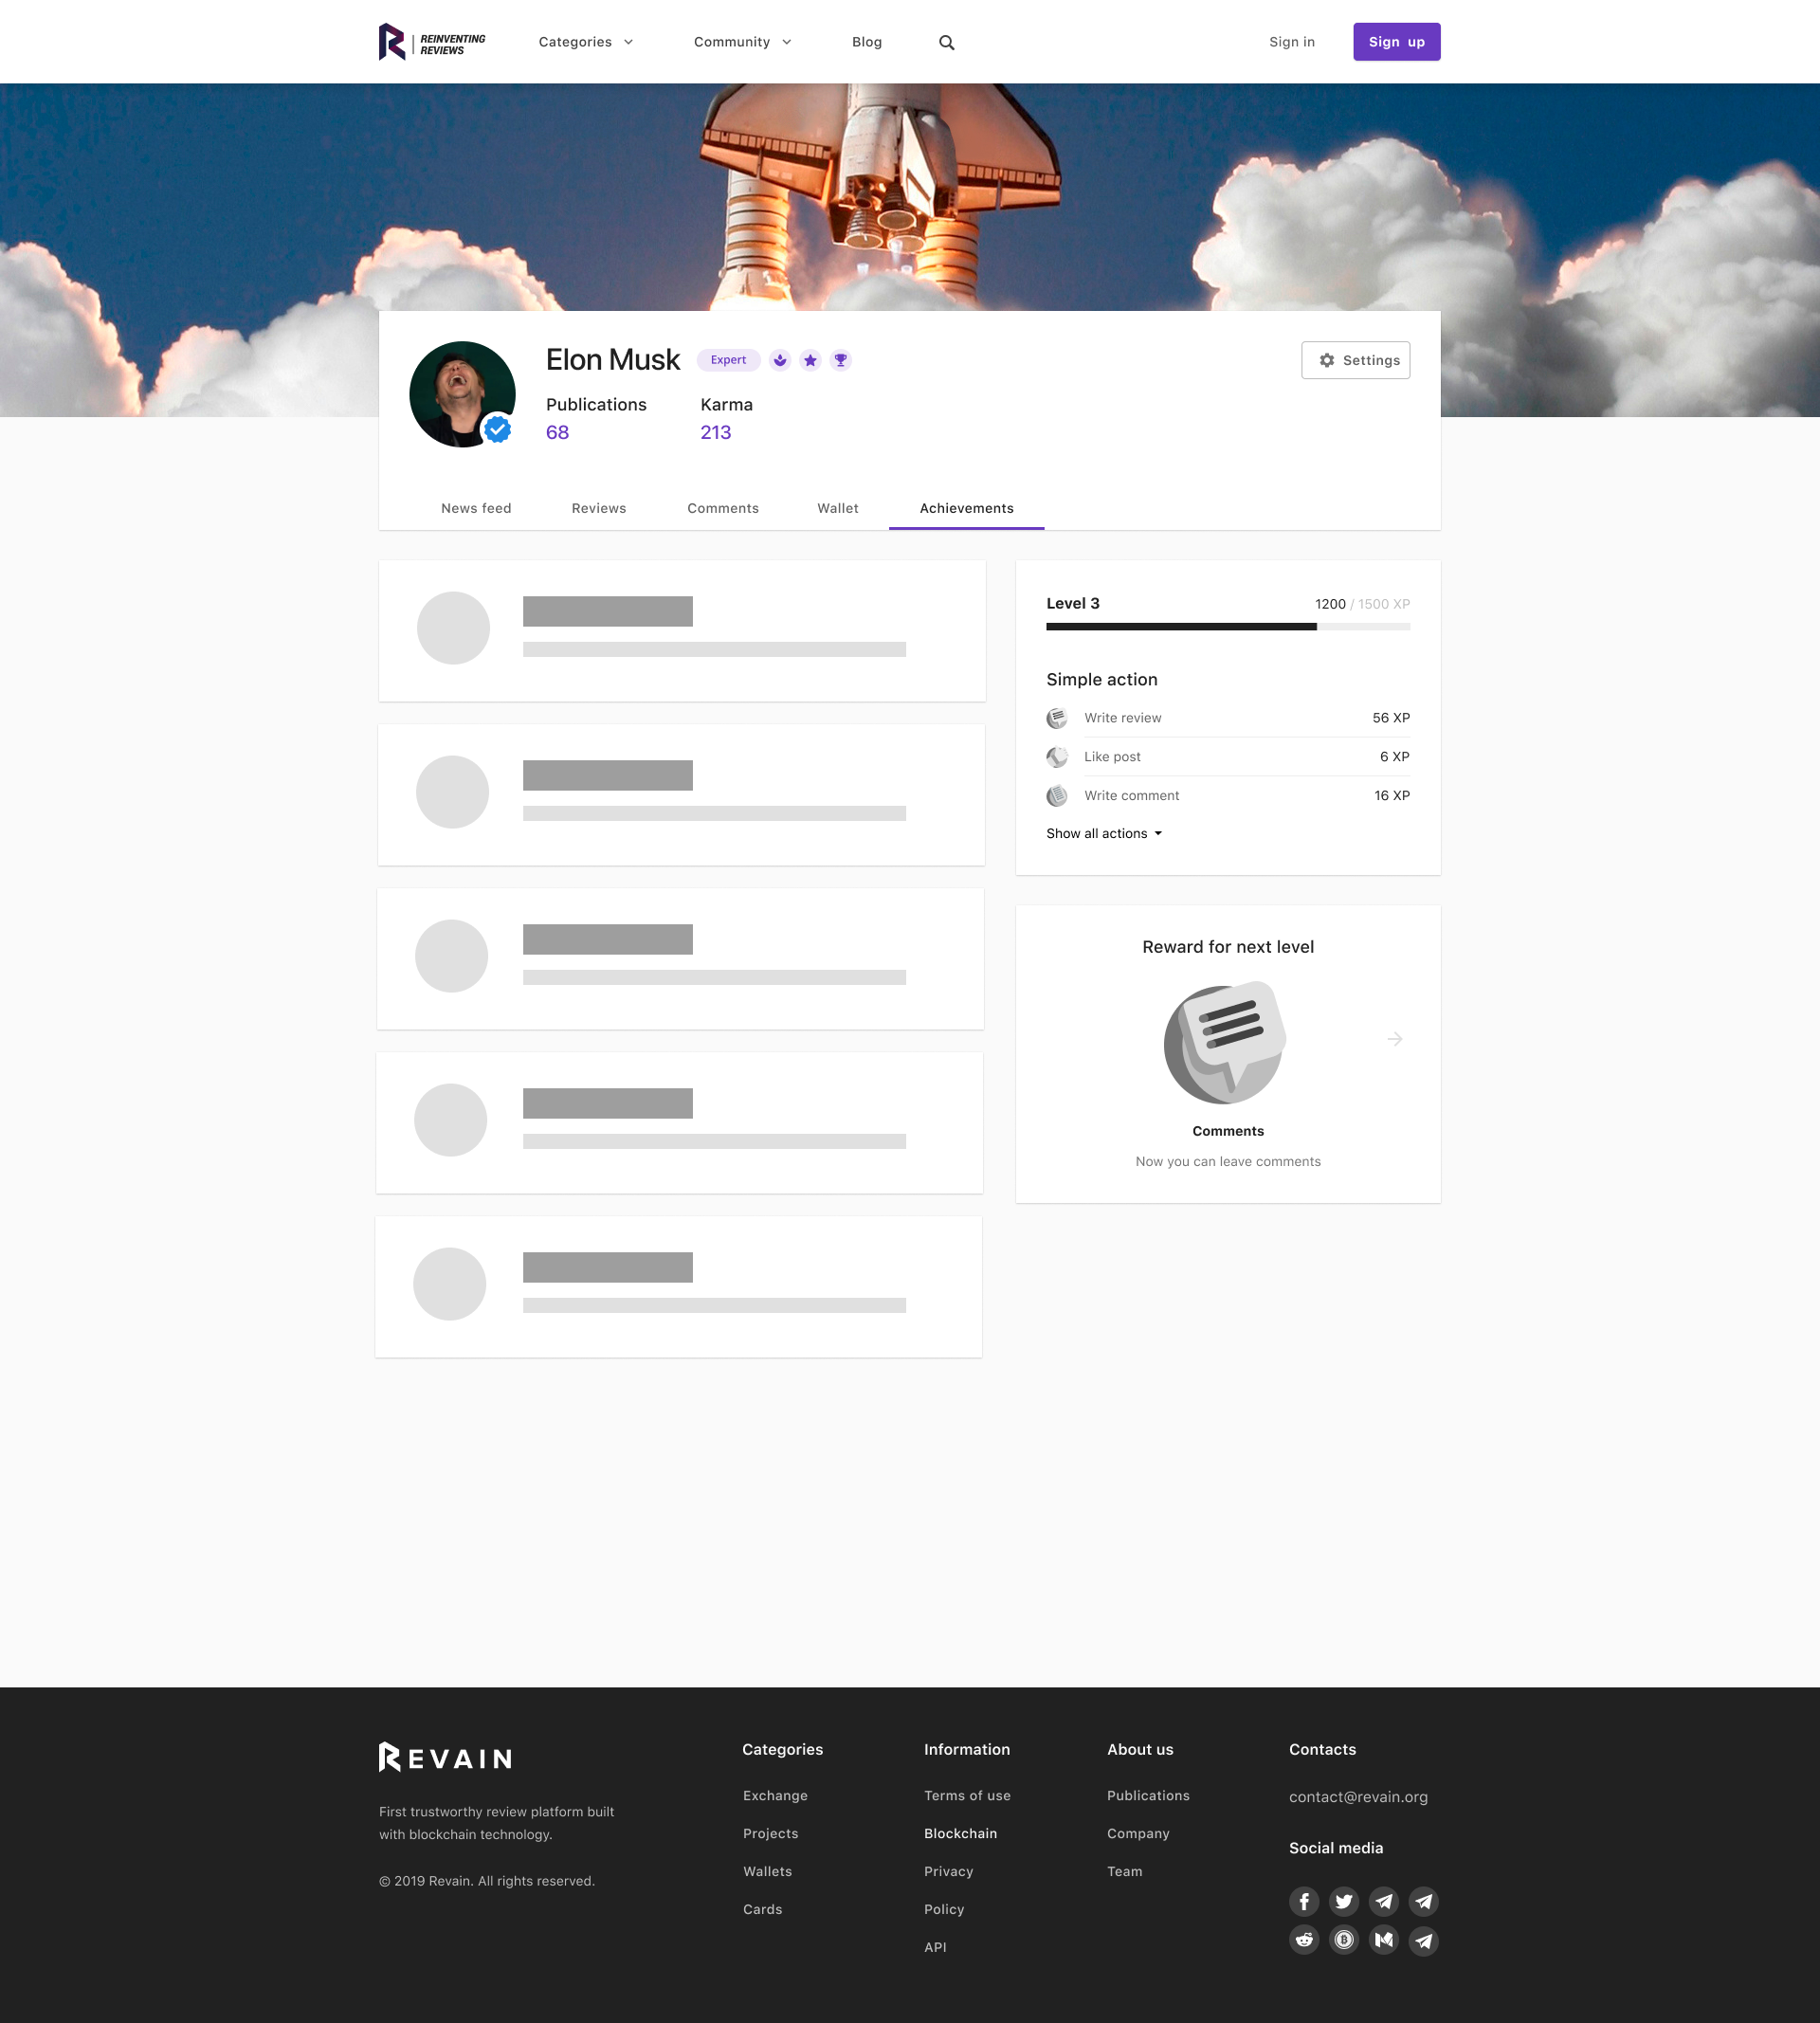 REINVENTING
REVIEWS
Categories
Community
Blog
Sign in
Sign up
Elon Musk
Expert
Publications
Karma
68
213
Settings
News feed
Reviews
Comments
Wallet
Achievements
Level 3
1200 / 1500 XP
Simple action
Write review
56 XP
Like post
6 XP
Write comment
16 XP
Show all actions
Reward for next level
Comments
Now you can leave comments
REVAIN
First trustworthy review platform built
with blockchain technology.
© 2019 Revain. All rights reserved.
Categories
Exchange
Projects
Wallets
Cards
Information
Terms of use
Blockchain
Privacy
Policy
API
About us
Publications
Company
Team
Contacts
contact@revain.org
Social media